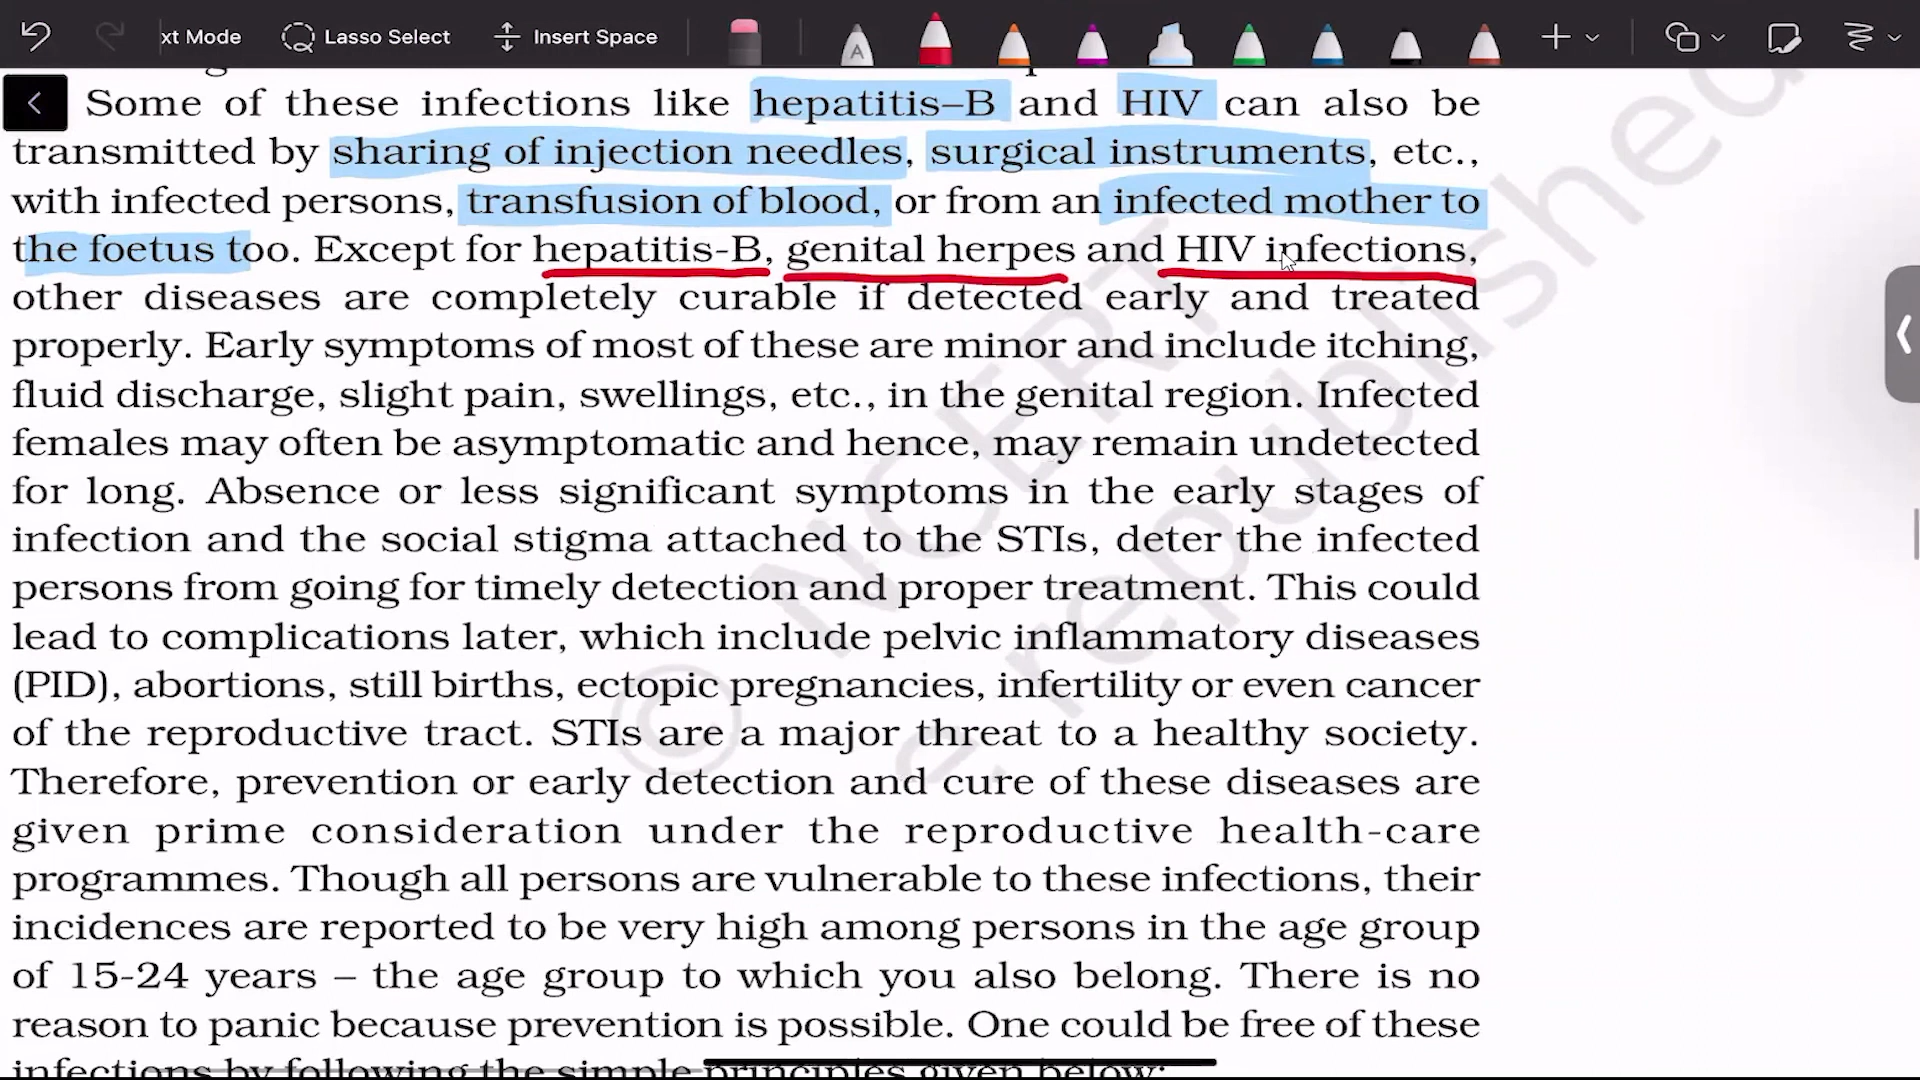 xt Mode Lasso Select Insert Space
A
Some of these infections like hepatitis–B and HIV can also be
transmitted by sharing of injection needles, surgical instruments, etc.,
with infected persons, transfusion of blood, or from an infected mother to
the foetus too. Except for hepatitis-B, genital herpes and HIV infections,
other diseases are completely curable if detected early and treated
properly. Early symptoms of most of these are minor and include itching,
fluid discharge, slight pain, swellings, etc., in the genital region. Infected
females may often be asymptomatic and hence, may remain undetected
for long. Absence or less significant symptoms in the early stages of
infection and the social stigma attached to the STIs, deter the infected
persons from going for timely detection and proper treatment. This could
lead to complications later, which include pelvic inflammatory diseases
(PID), abortions, still births, ectopic pregnancies, infertility or even cancer
of the reproductive tract. STIs are a major threat to a healthy society.
Therefore, prevention or early detection and cure of these diseases are
given prime consideration under the reproductive health-care
programmes. Though all persons are vulnerable to these infections, their
incidences are reported to be very high among persons in the age group
of 15-24 years – the age group to which you also belong. There is no
reason to panic because prevention is possible. One could be free of these
infections by following the simple principles given below:
© NCERT
republished